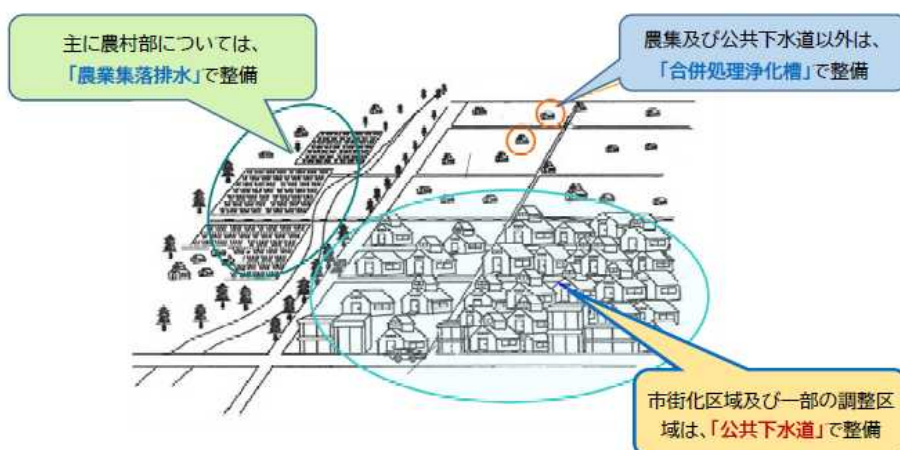 主に農村部については、
「農業集落排水」で整備
農集及び公共下水道以外は、
「合併処理浄化槽」で整備
市街化区域及び一部の調整区
域は、「公共下水道」で整備